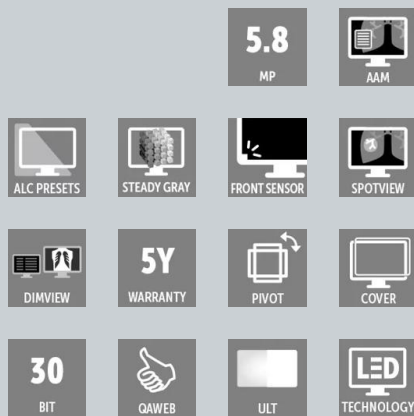 5.8
MP
AAM
ALC PRESETS
STEADY GRAY
FRONT SENSOR
SPOTVIEW
DIMVIEW
5Y
WARRANTY
PIVOT
COVER
30
BIT
QAWEB
ULT
LED
TECHNOLOGY